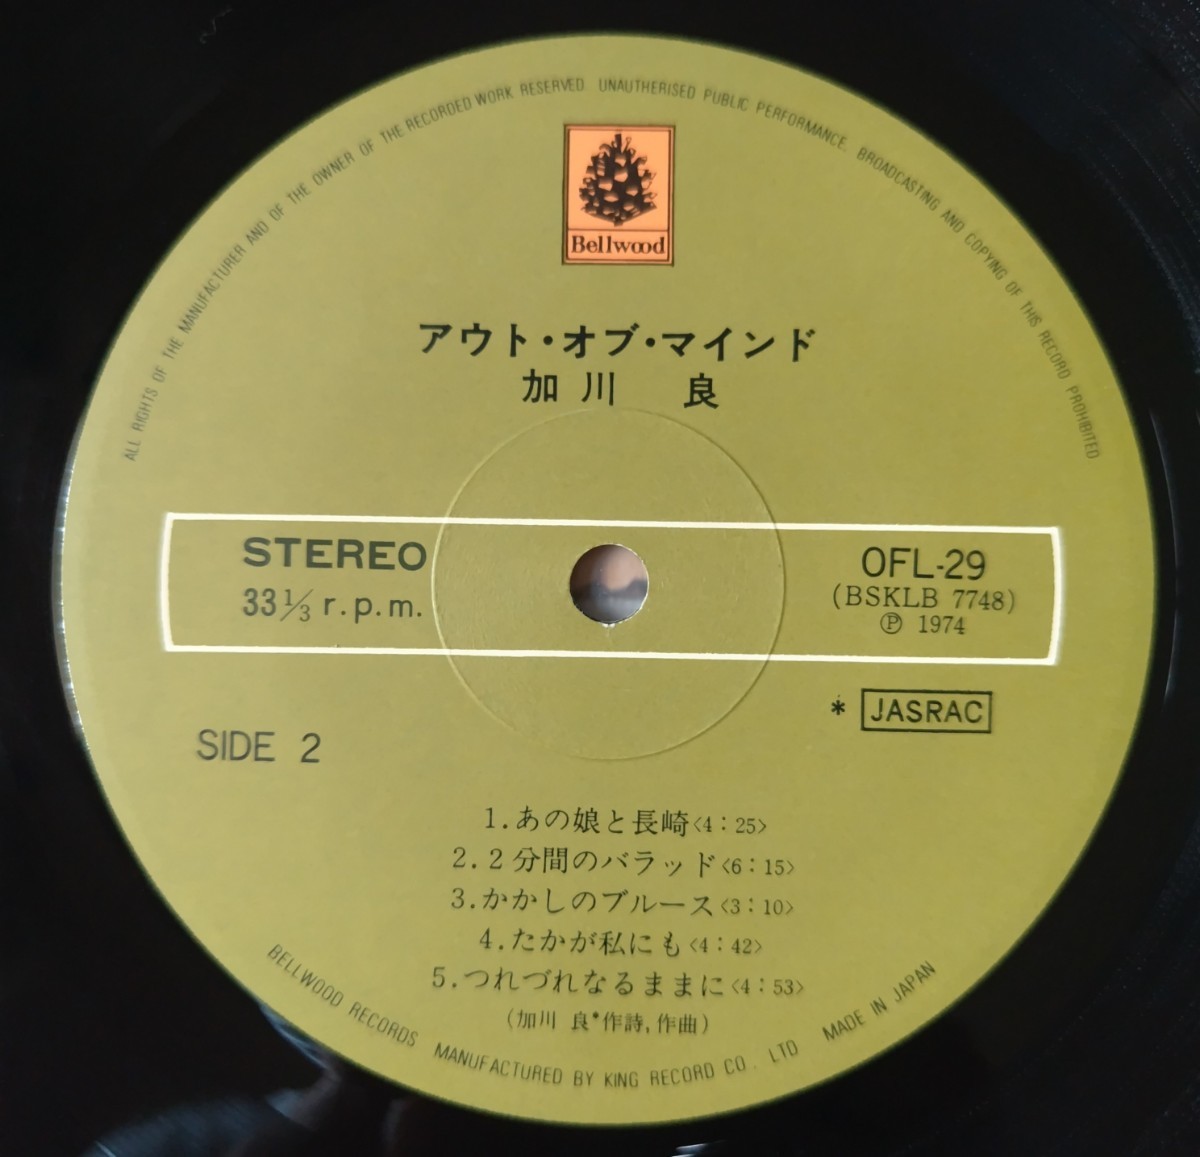 ALL RIGHTS OF THE MANUFACTURER AND OF THE OWNER OF THE RECORDED WORK RESERVED. UNAUTHERISED PUBLIC PERFORMANCE. BROADCASTING AND COPYING OF THIS RECORD PROHIBITED
Bellwood
アウト・オブ・マインド
加川 良
STEREO
33 1/3 r.p.m.
OFL-29
(BSKLB 7748)
Ⓟ 1974
* JASRAC
SIDE 2
1.あの娘と長崎〈4:25〉
2.2分間のバラッド〈6:15〉
3.かかしのブルース〈3:10〉
4.たかが私にも〈4:42〉
5.つれづれなるままに〈4:53〉
(加川 良*作詩,作曲)
BELLWOOD RECORDS MANUFACTURED BY KING RECORD CO. LTD MADE IN JAPAN